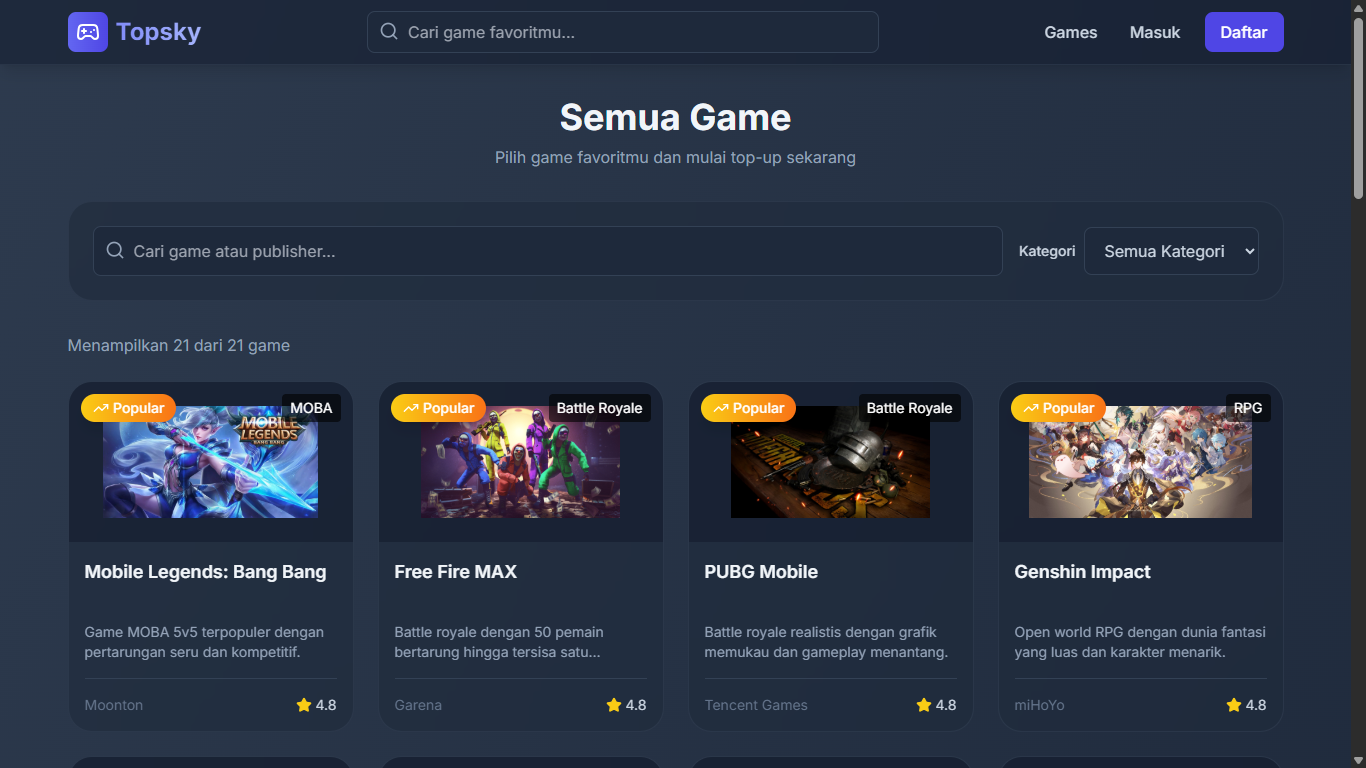 Topsky
Cari game favoritmu...
Games
Masuk
Daftar
Semua Game
Pilih game favoritmu dan mulai top-up sekarang
Cari game atau publisher...
Kategori
Semua Kategori
Menampilkan 21 dari 21 game
Popular
MOBA
MOBILE
LEGENDS
BANG BANG
Mobile Legends: Bang Bang
Game MOBA 5v5 terpopuler dengan
pertarungan seru dan kompetitif.
Moonton
4.8
Popular
Battle Royale
Free Fire MAX
Battle royale dengan 50 pemain
bertarung hingga tersisa satu...
Garena
4.8
Popular
Battle Royale
PUBG Mobile
Battle royale realistis dengan grafik
memukau dan gameplay menantang.
Tencent Games
4.8
Popular
RPG
Genshin Impact
Open world RPG dengan dunia fantasi
yang luas dan karakter menarik.
miHoYo
4.8